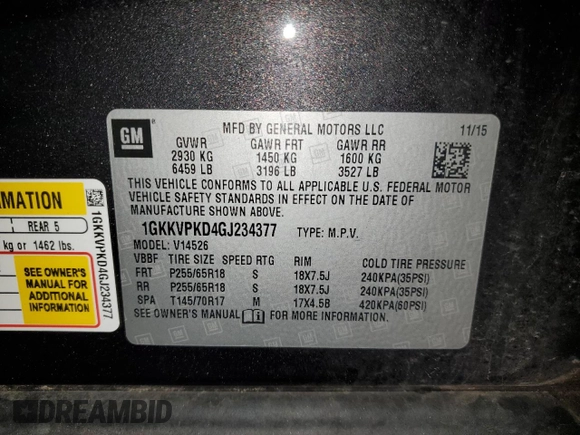 GM
®
MFD BY GENERAL MOTORS LLC 11/15
GVWR GAWR FRT GAWR RR
2930 KG 1450 KG 1600 KG
6459 LB 3196 LB 3527 LB
THIS VEHICLE CONFORMS TO ALL APPLICABLE U.S. FEDERAL MOTOR
VEHICLE SAFETY STANDARDS IN EFFECT ON THE DATE OF
MANUFACTURE SHOWN ABOVE.
1GKKVPKD4GJ234377 TYPE: M.P.V.
MODEL: V14526
VBBF TIRE SIZE SPEED RTG RIM COLD TIRE PRESSURE
FRT P255/65R18 S 18X7.5J 240KPA(35PSI)
RR P255/65R18 S 18X7.5J 240KPA(35PSI)
SPA T145/70R17 M 17X4.5B 420KPA(60PSI)
SEE OWNER'S MANUAL FOR MORE INFORMATION.
REAR 5
kg or 1462 lbs.
SEE OWNER'S
MANUAL FOR
ADDITIONAL
INFORMATION
1GKKVPKD4GJ234377
DREAMBID